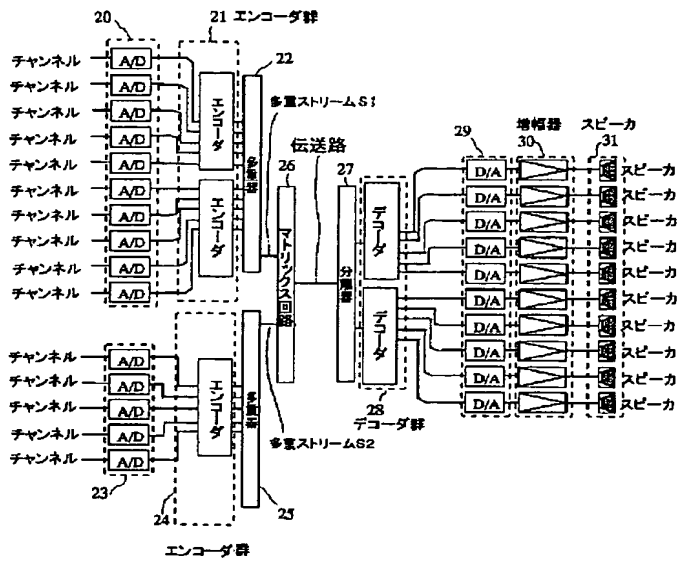 20
21 エンコーダ群
22
チャンネル A/D
チャンネル A/D
チャンネル A/D
チャンネル A/D
チャンネル A/D
チャンネル A/D
チャンネル A/D
チャンネル A/D
チャンネル A/D
チャンネル A/D
エンコーダ
エンコーダ
多重器
多重ストリームS1
26
伝送路
マトリックス回路
27
分離器
デコーダ
デコーダ
28
デコーダ群
29
増幅器
30
スピーカ
31
D/A スピーカ
D/A スピーカ
D/A スピーカ
D/A スピーカ
D/A スピーカ
D/A スピーカ
D/A スピーカ
D/A スピーカ
D/A スピーカ
D/A スピーカ
チャンネル A/D
チャンネル A/D
チャンネル A/D
チャンネル A/D
チャンネル A/D
23
エンコーダ
多重器
多重ストリームS2
24
25
エンコーダ群